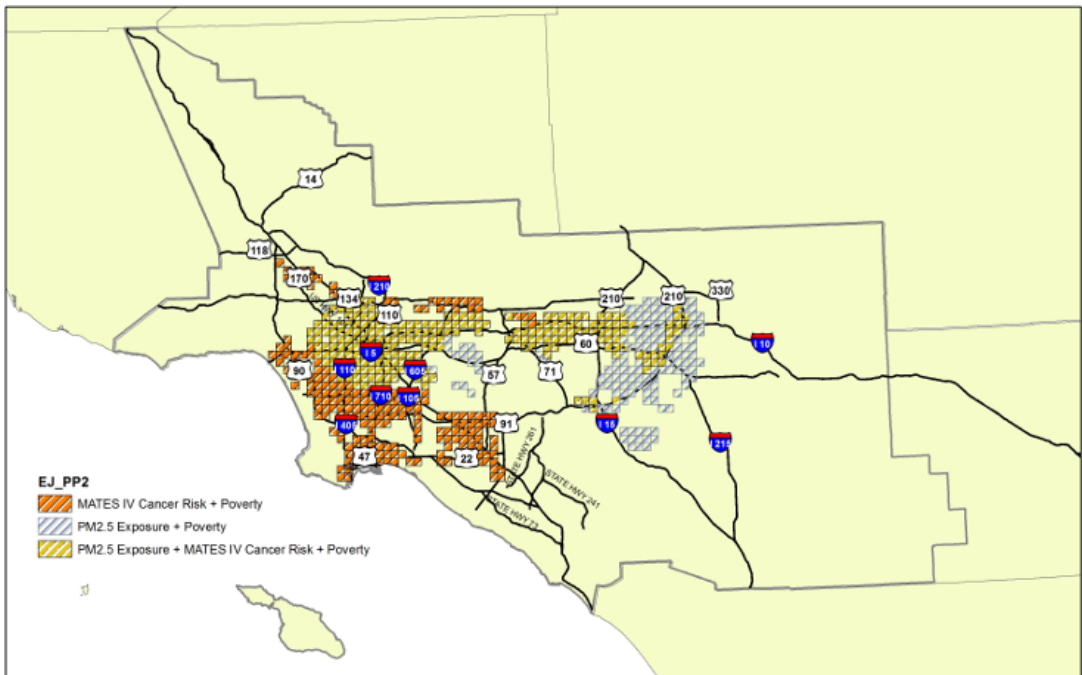 14
118
170
I 210
134
110
210
210
330
I 5
60
I 10
90
I 10
605
57
71
710
I 105
91
I 15
405
I 215
47
22
STATE HWY 261
STATE HWY 241
STATE HWY 73
EJ_PP2
MATES IV Cancer Risk + Poverty
PM2.5 Exposure + Poverty
PM2.5 Exposure + MATES IV Cancer Risk + Poverty